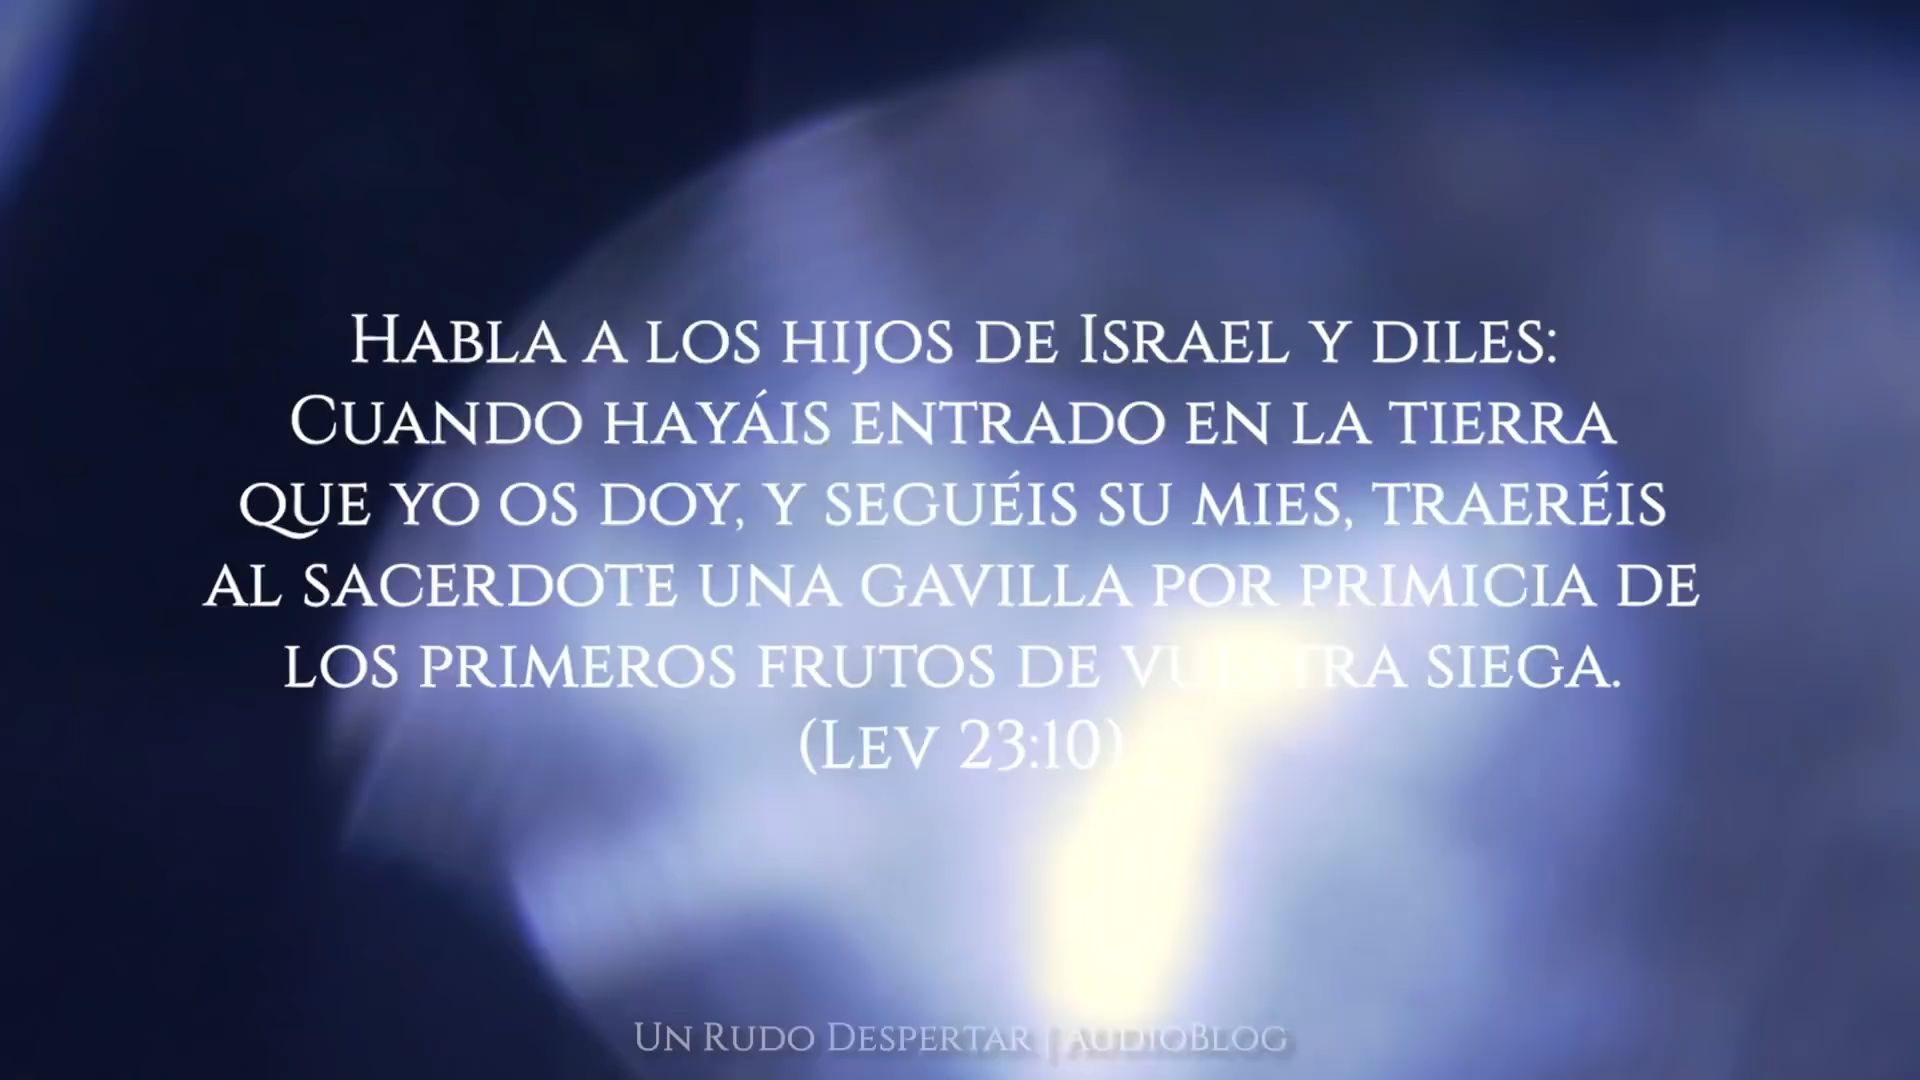 Habla a los hijos de Israel y diles:
Cuando hayáis entrado en la tierra
que yo os doy, y seguéis su mies, traeréis
al sacerdote una gavilla por primicia de
los primeros frutos de vuestra siega.
(Lev 23:10)
Un Rudo Despertar | AudioBlog